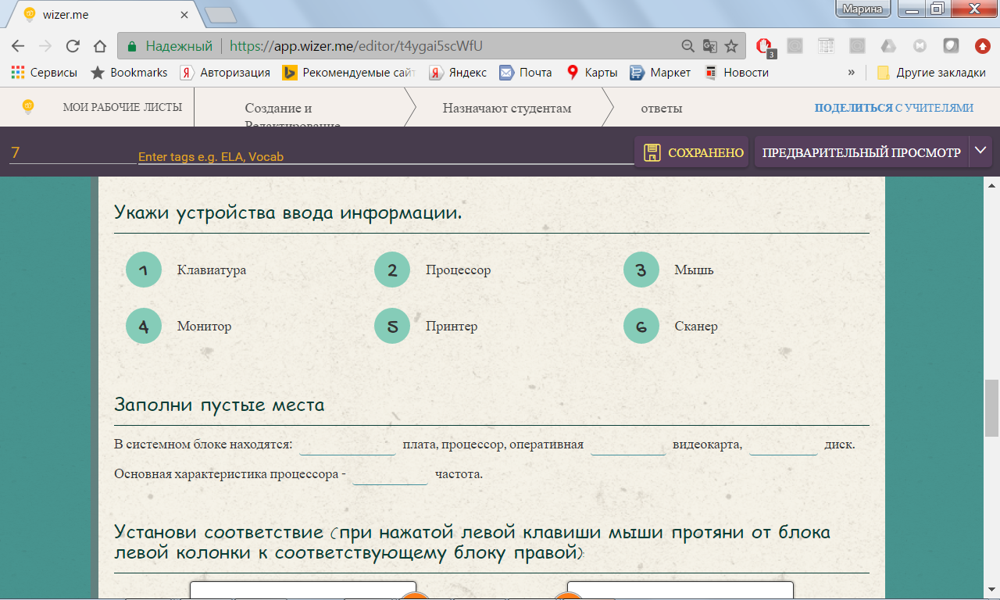 wizer.me
Марина
Надежный https://app.wizer.me/editor/t4ygai5scWfU
3
Сервисы Bookmarks Авторизация Рекомендуемые сайт Яндекс Почта Карты Маркет Новости » Другие закладки
МОИ РАБОЧИЕ ЛИСТЫ Создание и Редактирование Назначают студентам ответы ПОДЕЛИТЬСЯ С УЧИТЕЛЯМИ
7 Enter tags e.g. ELA, Vocab СОХРАНЕНО ПРЕДВАРИТЕЛЬНЫЙ ПРОСМОТР
Укажи устройства ввода информации.
1 Клавиатура 2 Процессор 3 Мышь
4 Монитор 5 Принтер 6 Сканер
Заполни пустые места
В системном блоке находятся: плата, процессор, оперативная видеокарта, диск.
Основная характеристика процессора - частота.
Установи соответствие (при нажатой левой клавиши мыши протяни от блока
левой колонки к соответствующему блоку правой):